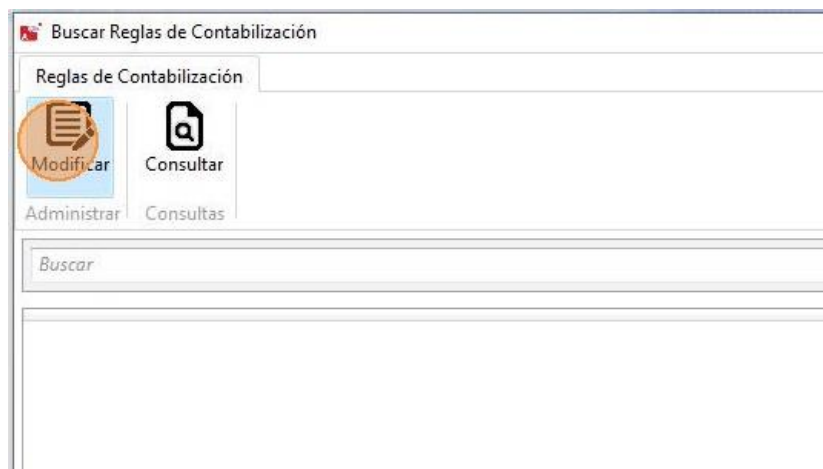 Buscar Reglas de Contabilización
Reglas de Contabilización
Modificar Consultar
Administrar Consultas
Buscar